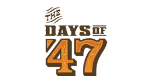 THE
DAYS OF
'47